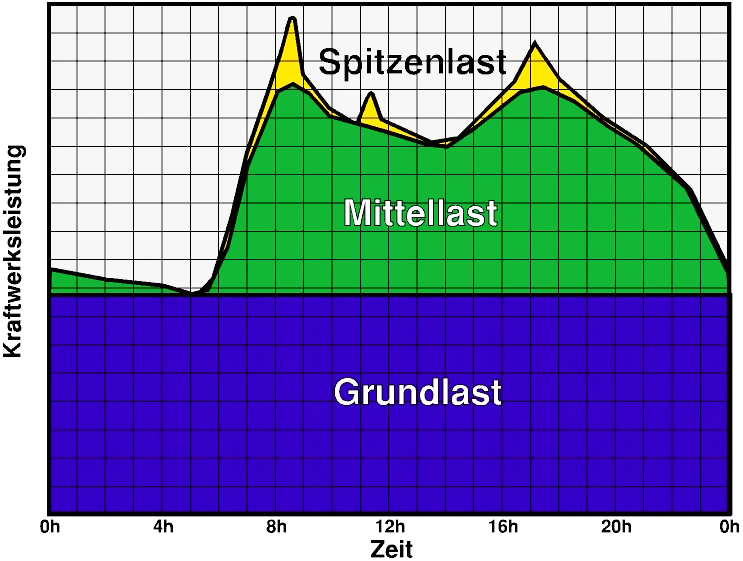 Spitzenlast
Mittellast
Grundlast
Kraftwerksleistung
0h 4h 8h 12h 16h 20h 0h
Zeit